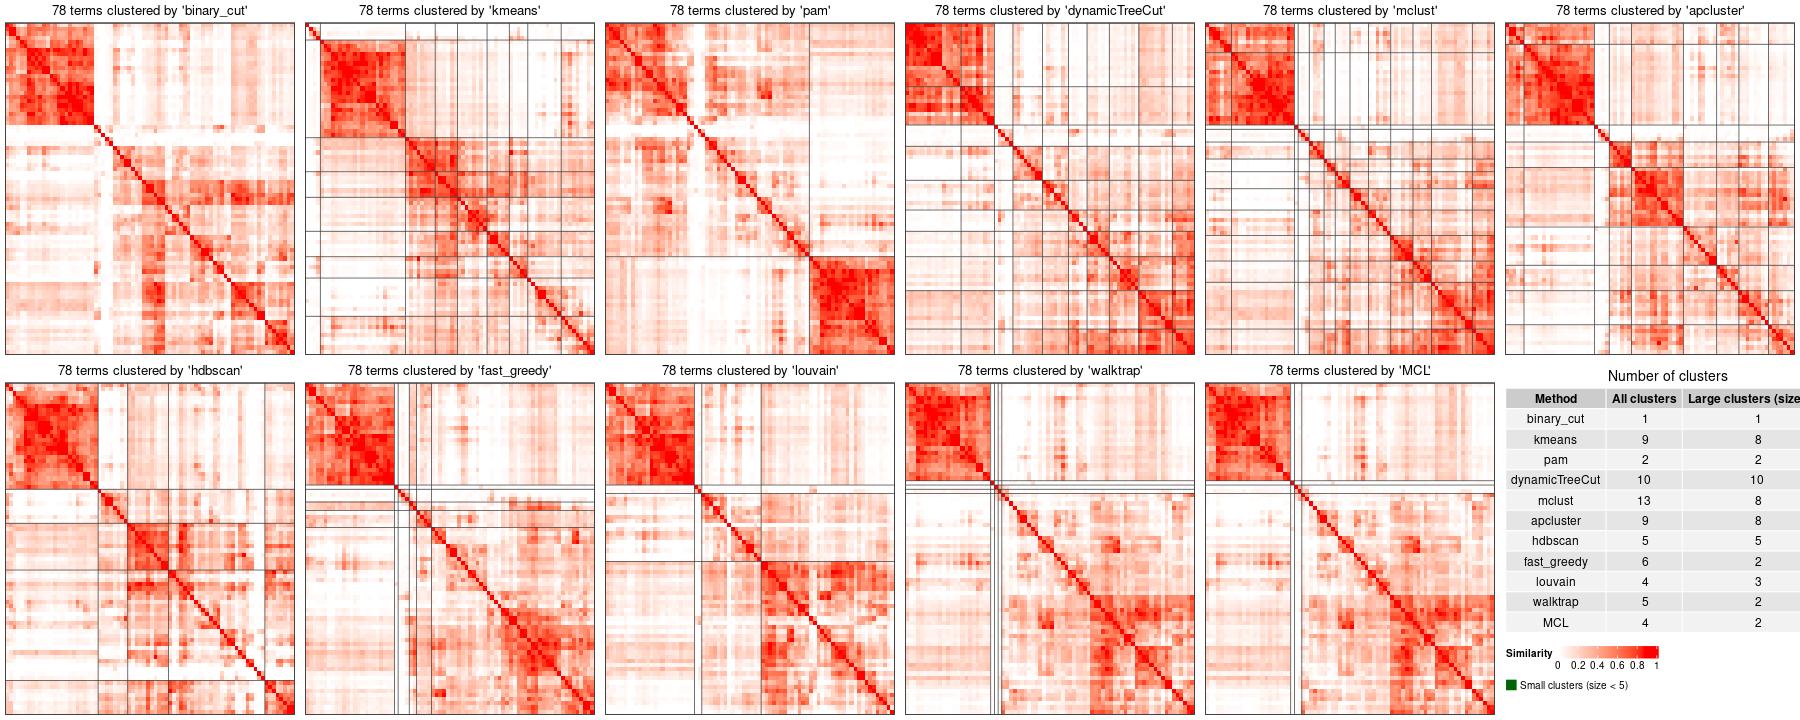 78 terms clustered by 'binary_cut'
78 terms clustered by 'kmeans'
78 terms clustered by 'pam'
78 terms clustered by 'dynamicTreeCut'
78 terms clustered by 'mclust'
78 terms clustered by 'apcluster'
78 terms clustered by 'hdbscan'
78 terms clustered by 'fast_greedy'
78 terms clustered by 'louvain'
78 terms clustered by 'walktrap'
78 terms clustered by 'MCL'
Number of clusters
Method All clusters Large clusters (size
binary_cut 1 1
kmeans 9 8
pam 2 2
dynamicTreeCut 10 10
mclust 13 8
apcluster 9 8
hdbscan 5 5
fast_greedy 6 2
louvain 4 3
walktrap 5 2
MCL 4 2
Similarity
0 0.2 0.4 0.6 0.8 1
Small clusters (size < 5)